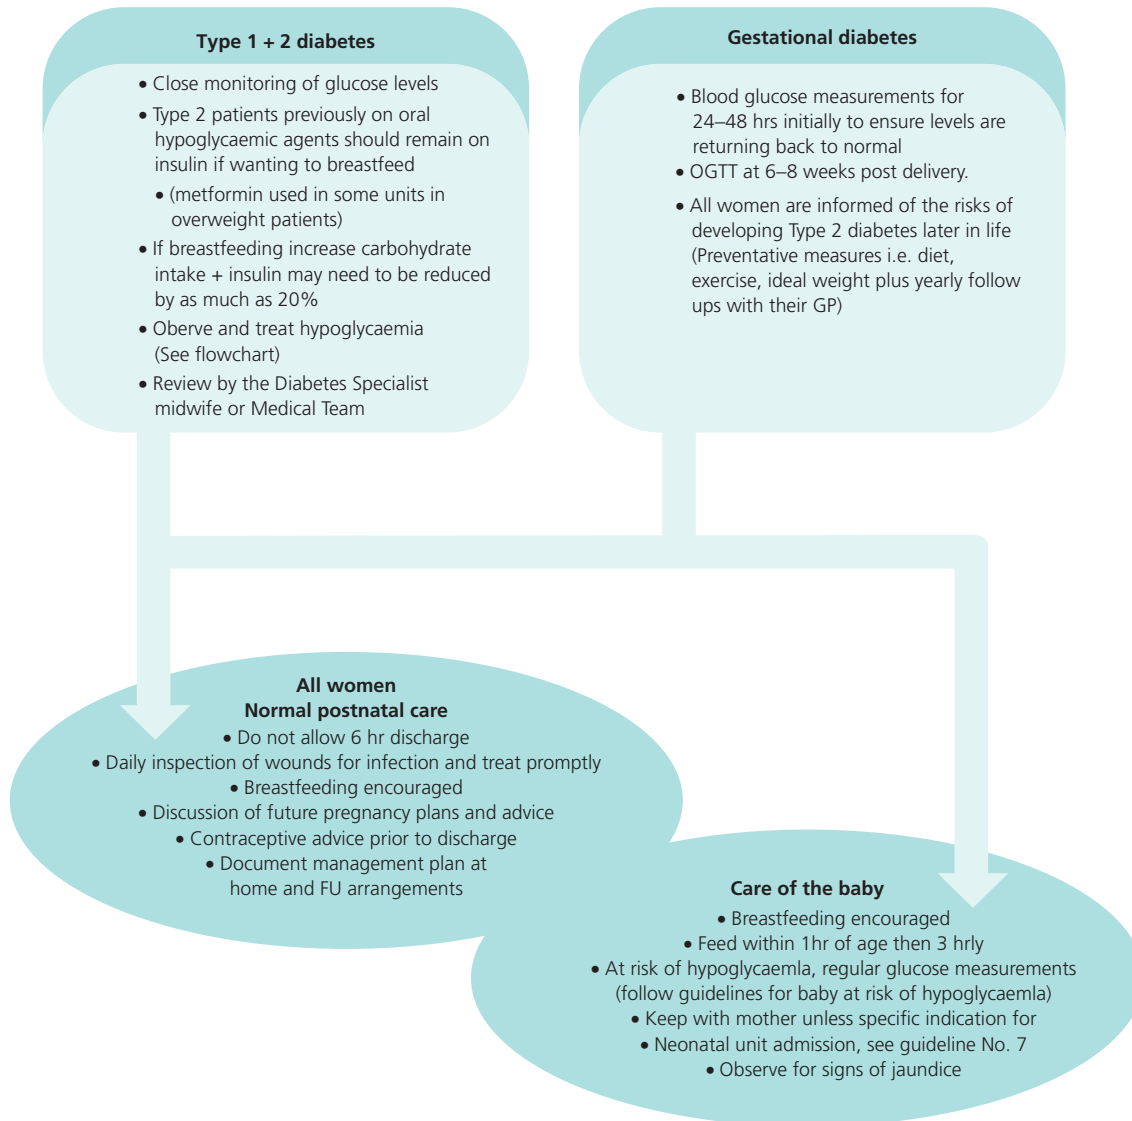 Type 1 + 2 diabetes
• Close monitoring of glucose levels
• Type 2 patients previously on oral
hypoglycaemic agents should remain on
insulin if wanting to breastfeed
• (metformin used in some units in
overweight patients)
• If breastfeeding increase carbohydrate
intake + insulin may need to be reduced
by as much as 20%
• Oberve and treat hypoglycaemia
(See flowchart)
• Review by the Diabetes Specialist
midwife or Medical Team
Gestational diabetes
• Blood glucose measurements for
24–48 hrs initially to ensure levels are
returning back to normal
• OGTT at 6–8 weeks post delivery.
• All women are informed of the risks of
developing Type 2 diabetes later in life
(Preventative measures i.e. diet,
exercise, ideal weight plus yearly follow
ups with their GP)
All women
Normal postnatal care
• Do not allow 6 hr discharge
• Daily inspection of wounds for infection and treat promptly
• Breastfeeding encouraged
• Discussion of future pregnancy plans and advice
• Contraceptive advice prior to discharge
• Document management plan at
home and FU arrangements
Care of the baby
• Breastfeeding encouraged
• Feed within 1hr of age then 3 hrly
• At risk of hypoglycaemla, regular glucose measurements
(follow guidelines for baby at risk of hypoglycaemla)
• Keep with mother unless specific indication for
• Neonatal unit admission, see guideline No. 7
• Observe for signs of jaundice